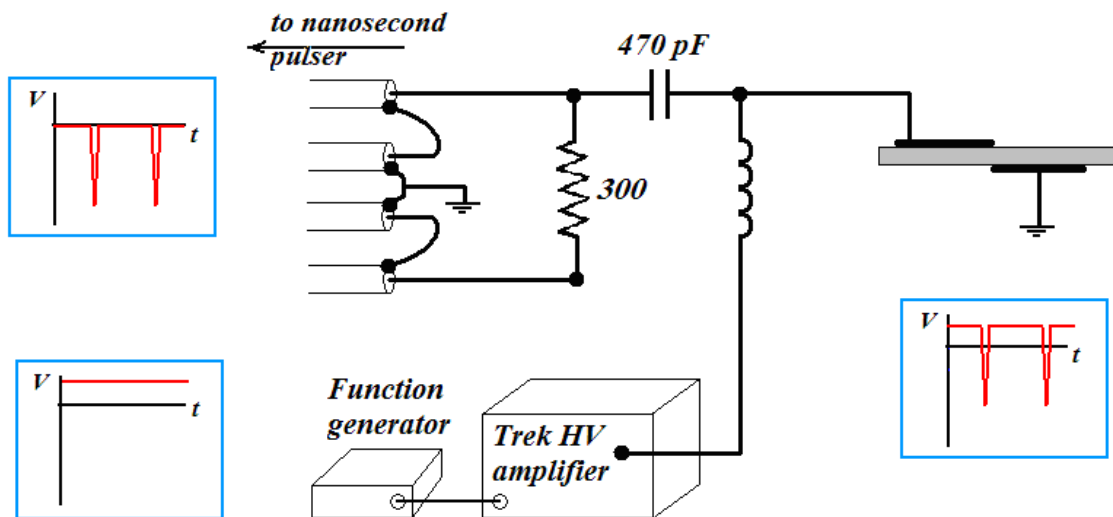 to nanosecond
pulser
470 pF
V
t
300
V
t
V
t
Function
generator
Trek HV
amplifier